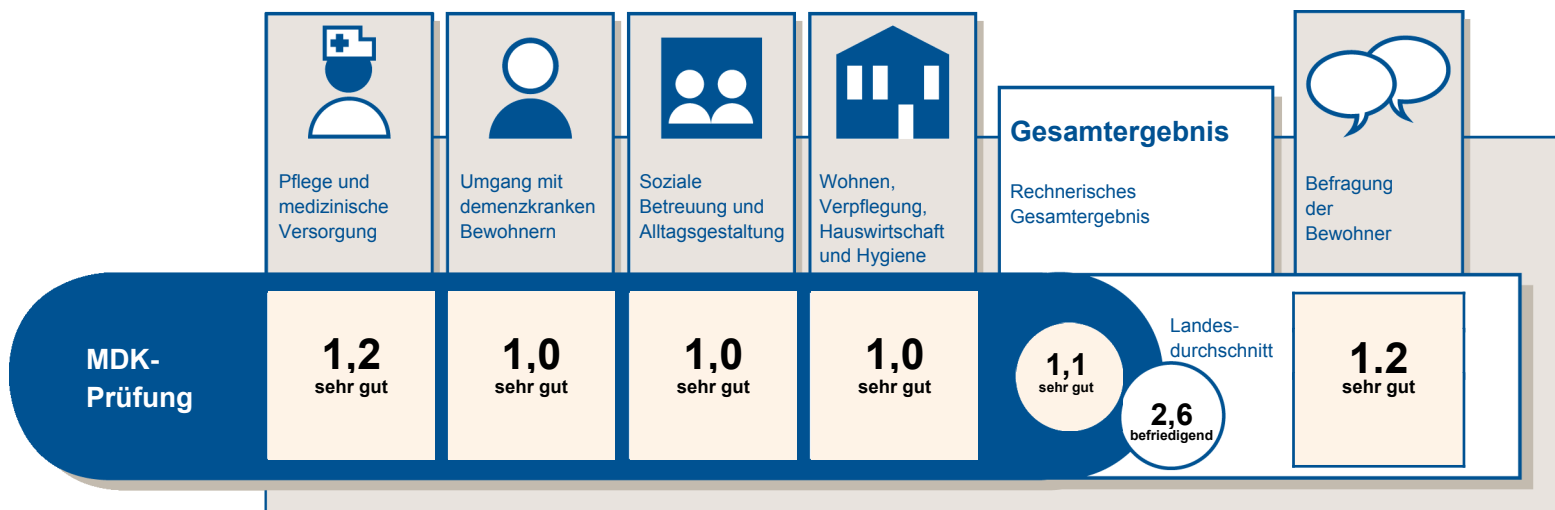 Pflege und
medizinische
Versorgung
Umgang mit
demenzkranken
Bewohnern
Soziale
Betreuung und
Alltagsgestaltung
Wohnen,
Verpflegung,
Hauswirtschaft
und Hygiene
Gesamtergebnis
Rechnerisches
Gesamtergebnis
Befragung
der
Bewohner
MDK-
Prüfung
1,2
sehr gut
1,0
sehr gut
1,0
sehr gut
1,0
sehr gut
1,1
sehr gut
Landes-
durchschnitt
2,6
befriedigend
1.2
sehr gut